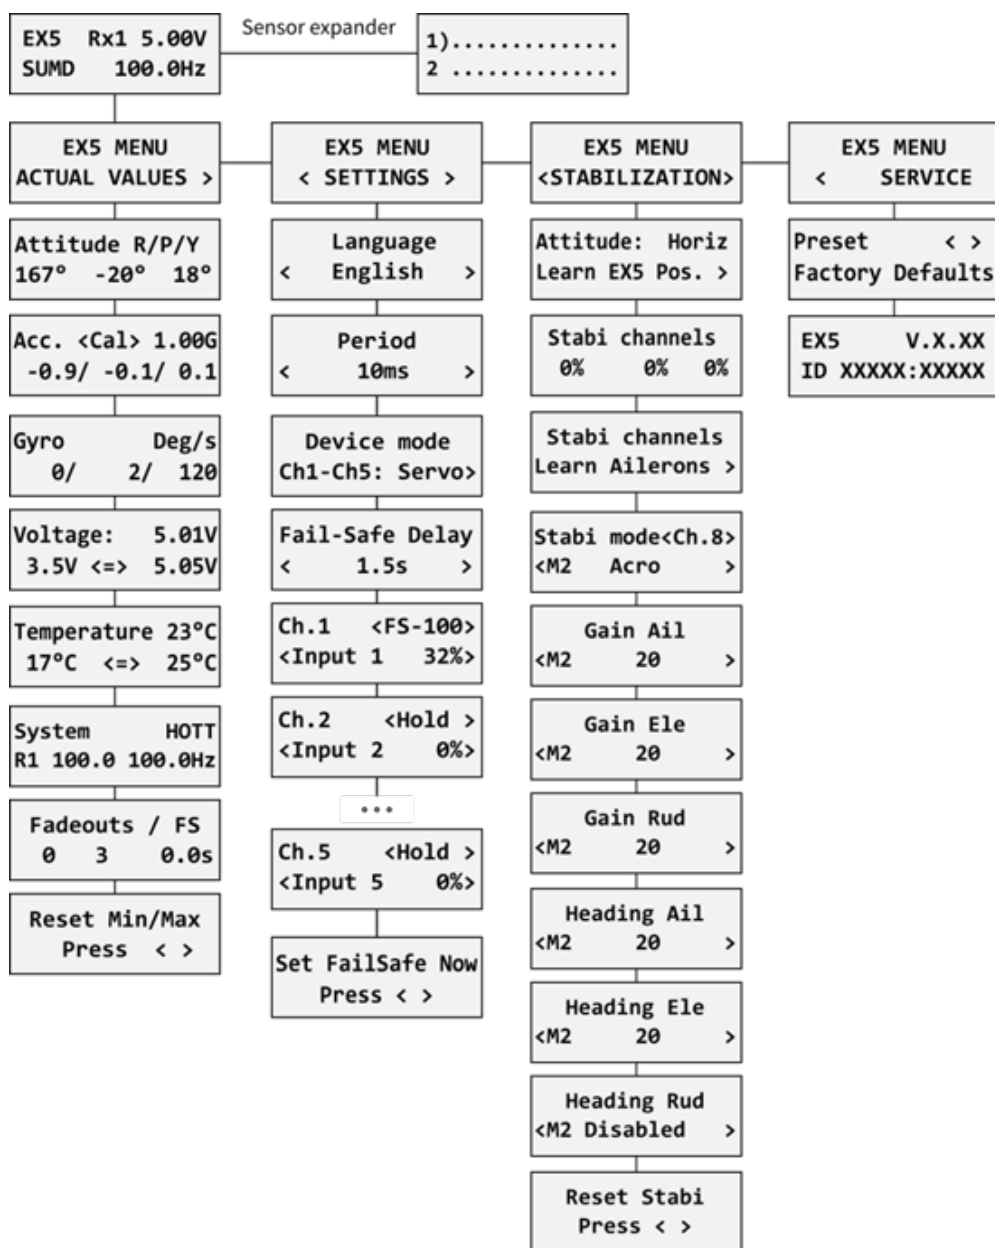 EX5 Rx1 5.00V
SUMD 100.0Hz
Sensor expander
1)..............
2 ..............
EX5 MENU
ACTUAL VALUES >
Attitude R/P/Y
167° -20° 18°
Acc. <Cal> 1.00G
-0.9/ -0.1/ 0.1
Gyro Deg/s
0/ 2/ 120
Voltage: 5.01V
3.5V <=> 5.05V
Temperature 23°C
17°C <=> 25°C
System HOTT
R1 100.0 100.0Hz
Fadeouts / FS
0 3 0.0s
Reset Min/Max
Press < >
EX5 MENU
< SETTINGS >
Language
< English >
Period
< 10ms >
Device mode
Ch1-Ch5: Servo>
Fail-Safe Delay
< 1.5s >
Ch.1 <FS-100>
<Input 1 32%>
Ch.2 <Hold >
<Input 2 0%>
...
Ch.5 <Hold >
<Input 5 0%>
Set FailSafe Now
Press < >
EX5 MENU
<STABILIZATION>
Attitude: Horiz
Learn EX5 Pos. >
Stabi channels
0% 0% 0%
Stabi channels
Learn Ailerons >
Stabi mode<Ch.8>
<M2 Acro >
Gain Ail
<M2 20 >
Gain Ele
<M2 20 >
Gain Rud
<M2 20 >
Heading Ail
<M2 20 >
Heading Ele
<M2 20 >
Heading Rud
<M2 Disabled >
Reset Stabi
Press < >
EX5 MENU
< SERVICE
Preset < >
Factory Defaults
EX5 V.X.XX
ID XXXXX:XXXXX